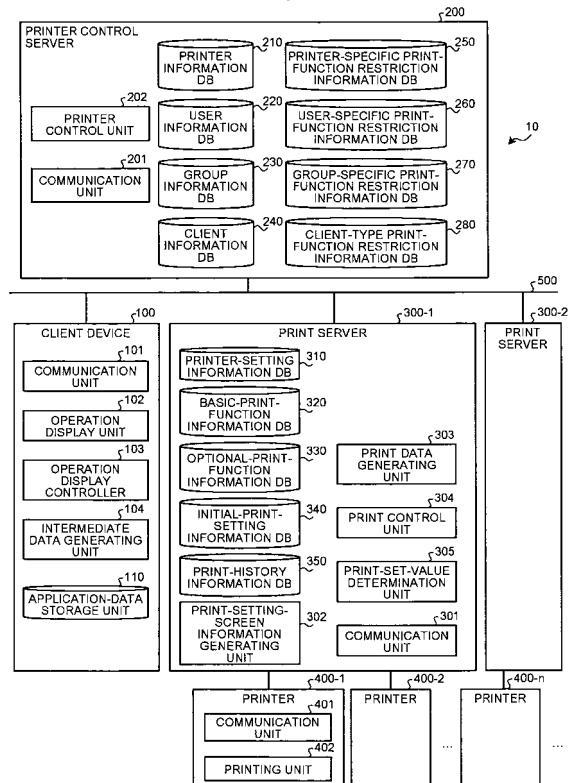 200
PRINTER CONTROL
SERVER
210
PRINTER
INFORMATION
DB
250
PRINTER-SPECIFIC PRINT-
FUNCTION RESTRICTION
INFORMATION DB
202
PRINTER
CONTROL UNIT
220
USER
INFORMATION
DB
260
USER-SPECIFIC PRINT-
FUNCTION RESTRICTION
INFORMATION DB
10
201
COMMUNICATION
UNIT
230
GROUP
INFORMATION
DB
270
GROUP-SPECIFIC PRINT-
FUNCTION RESTRICTION
INFORMATION DB
240
CLIENT
INFORMATION
DB
280
CLIENT-TYPE PRINT-
FUNCTION RESTRICTION
INFORMATION DB
500
100
CLIENT DEVICE
101
COMMUNICATION
UNIT
102
OPERATION
DISPLAY UNIT
103
OPERATION
DISPLAY
CONTROLLER
104
INTERMEDIATE
DATA GENERATING
UNIT
110
APPLICATION-DATA
STORAGE UNIT
300-1
PRINT SERVER
310
PRINTER-SETTING
INFORMATION DB
320
BASIC-PRINT-
FUNCTION
INFORMATION DB
330
OPTIONAL-PRINT-
FUNCTION
INFORMATION DB
303
PRINT DATA
GENERATING
UNIT
340
INITIAL-PRINT-
SETTING
INFORMATION DB
304
PRINT CONTROL
UNIT
350
PRINT-HISTORY
INFORMATION DB
305
PRINT-SET-VALUE
DETERMINATION
UNIT
302
PRINT-SETTING-
SCREEN
INFORMATION
GENERATING
UNIT
301
COMMUNICATION
UNIT
300-2
PRINT
SERVER
400-1
PRINTER
401
COMMUNICATION
UNIT
402
PRINTING UNIT
400-2
PRINTER
...
400-n
PRINTER
...